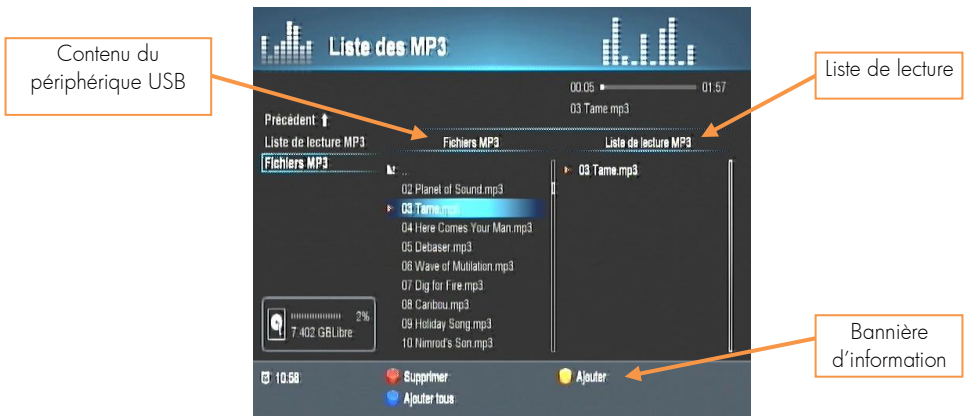 Contenu du
périphérique USB
Liste de lecture
Bannière
d'information
Liste des MP3
00.05
01:57
03 Tame.mp3
Précédent
Liste de lecture MP3
Fichiers MP3
Fichiers MP3
..
02 Planet of Sound.mp3
03 Tame.mp3
04 Here Comes Your Man.mp3
05 Debaser.mp3
06 Wave of Mutilation.mp3
07 Dig for Fire.mp3
08 Caribou.mp3
09 Holiday Song.mp3
10 Nimrod's Son.mp3
Liste de lecture MP3
03 Tame.mp3
2%
7.402 GBLibre
10:58
Supprimer
Ajouter tous
Ajouter